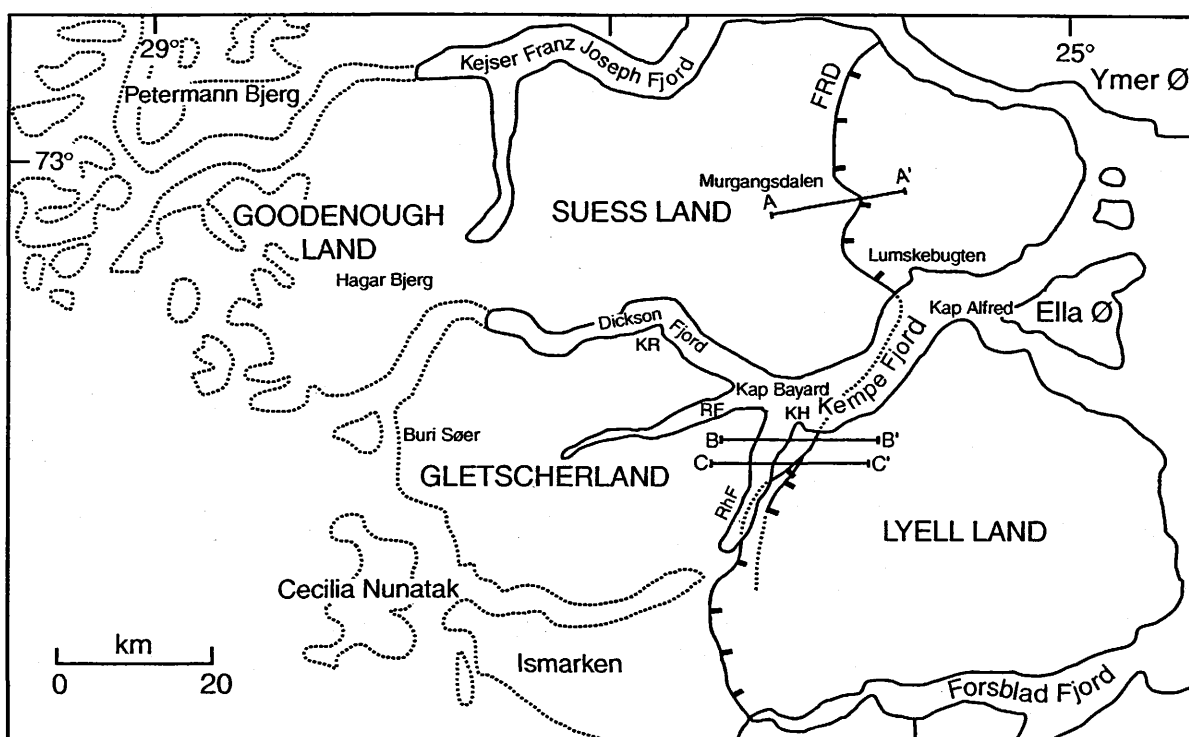 29°
25°
Kejser Franz Joseph Fjord
Ymer Ø
Petermann Bjerg
FRD
73°
Murgangsdalen
A
A'
GOODENOUGH
LAND
SUESS LAND
Hagar Bjerg
Lumskebugten
Kap Alfred
Ella Ø
Dickson
Fjord
KR
Kap Bayard
Kempe Fjord
RF
KH
B
B'
Buri Søer
C
C'
GLETSCHERLAND
RhF
LYELL LAND
Cecilia Nunatak
km
0
20
Ismarken
Forsblad Fjord